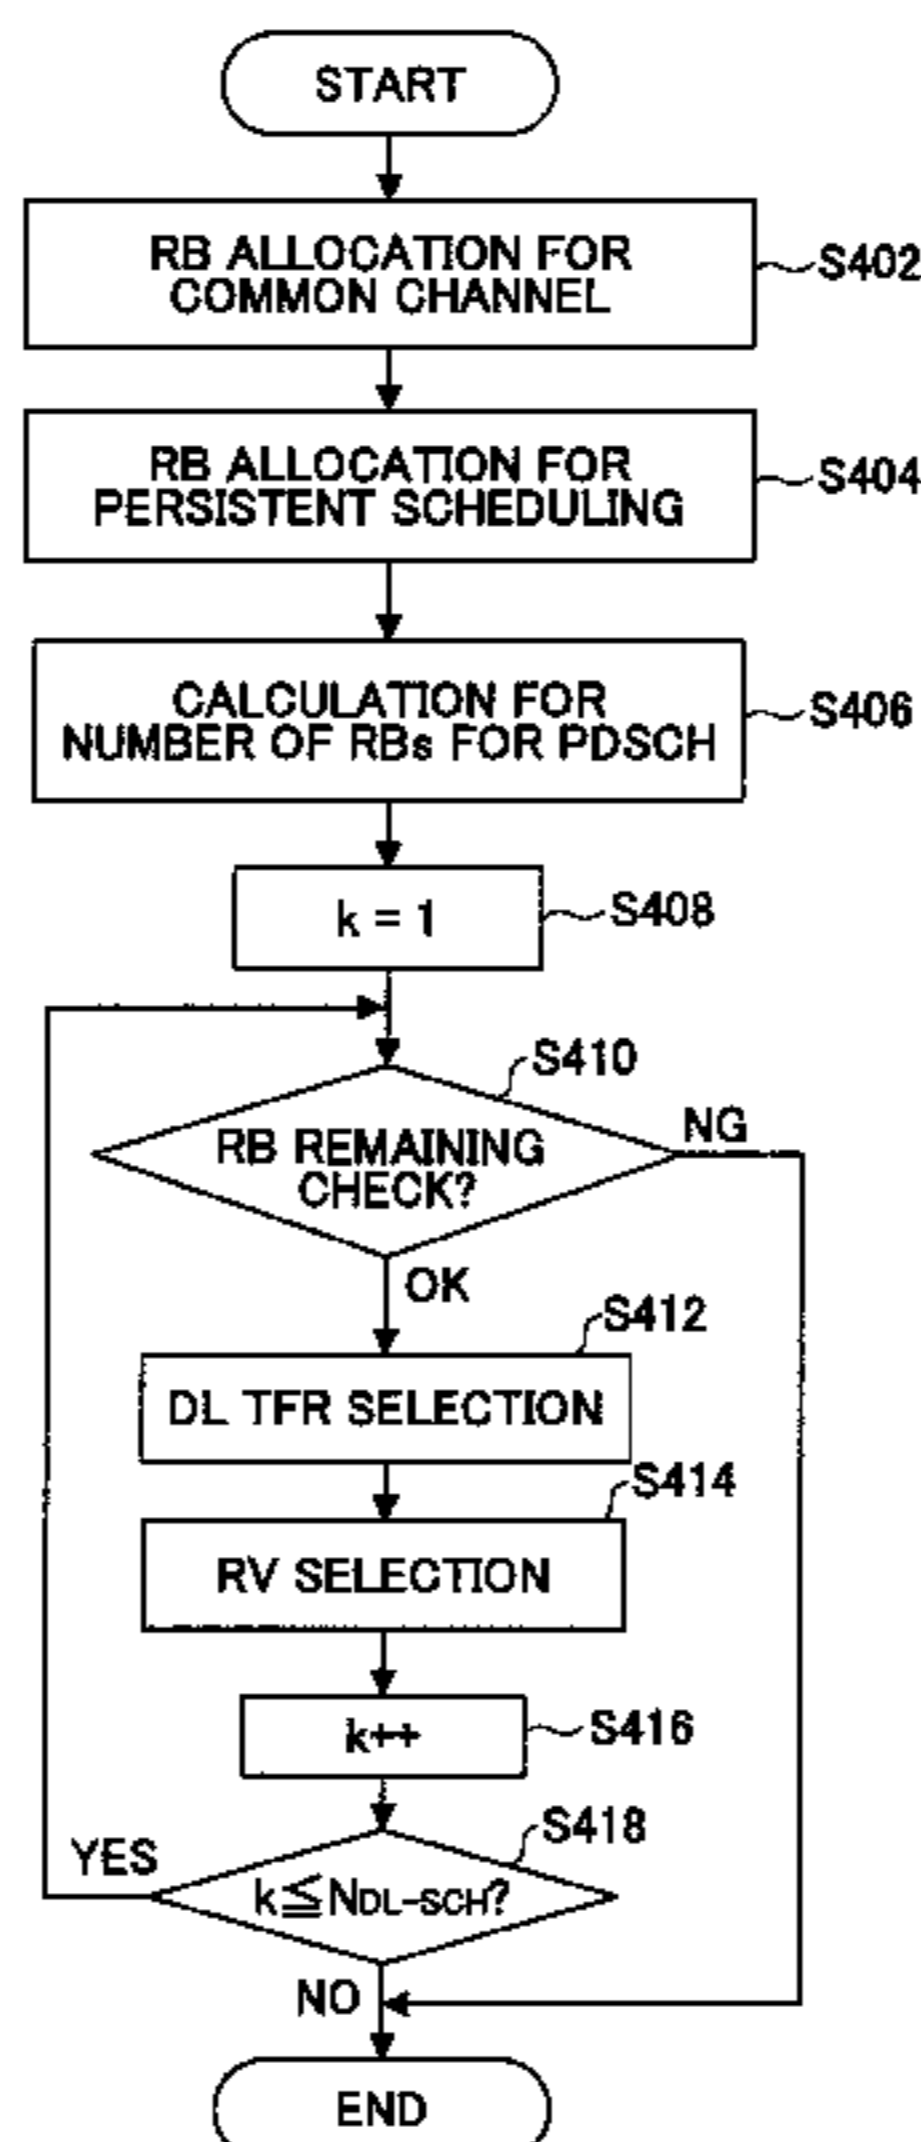 START
RB ALLOCATION FOR
COMMON CHANNEL
S402
RB ALLOCATION FOR
PERSISTENT SCHEDULING
S404
CALCULATION FOR
NUMBER OF RBs FOR PDSCH
S406
k = 1
S408
S410
RB REMAINING
CHECK?
NG
OK
S412
DL TFR SELECTION
S414
RV SELECTION
k++
S416
S418
YES
k≦NDL-SCH?
NO
END